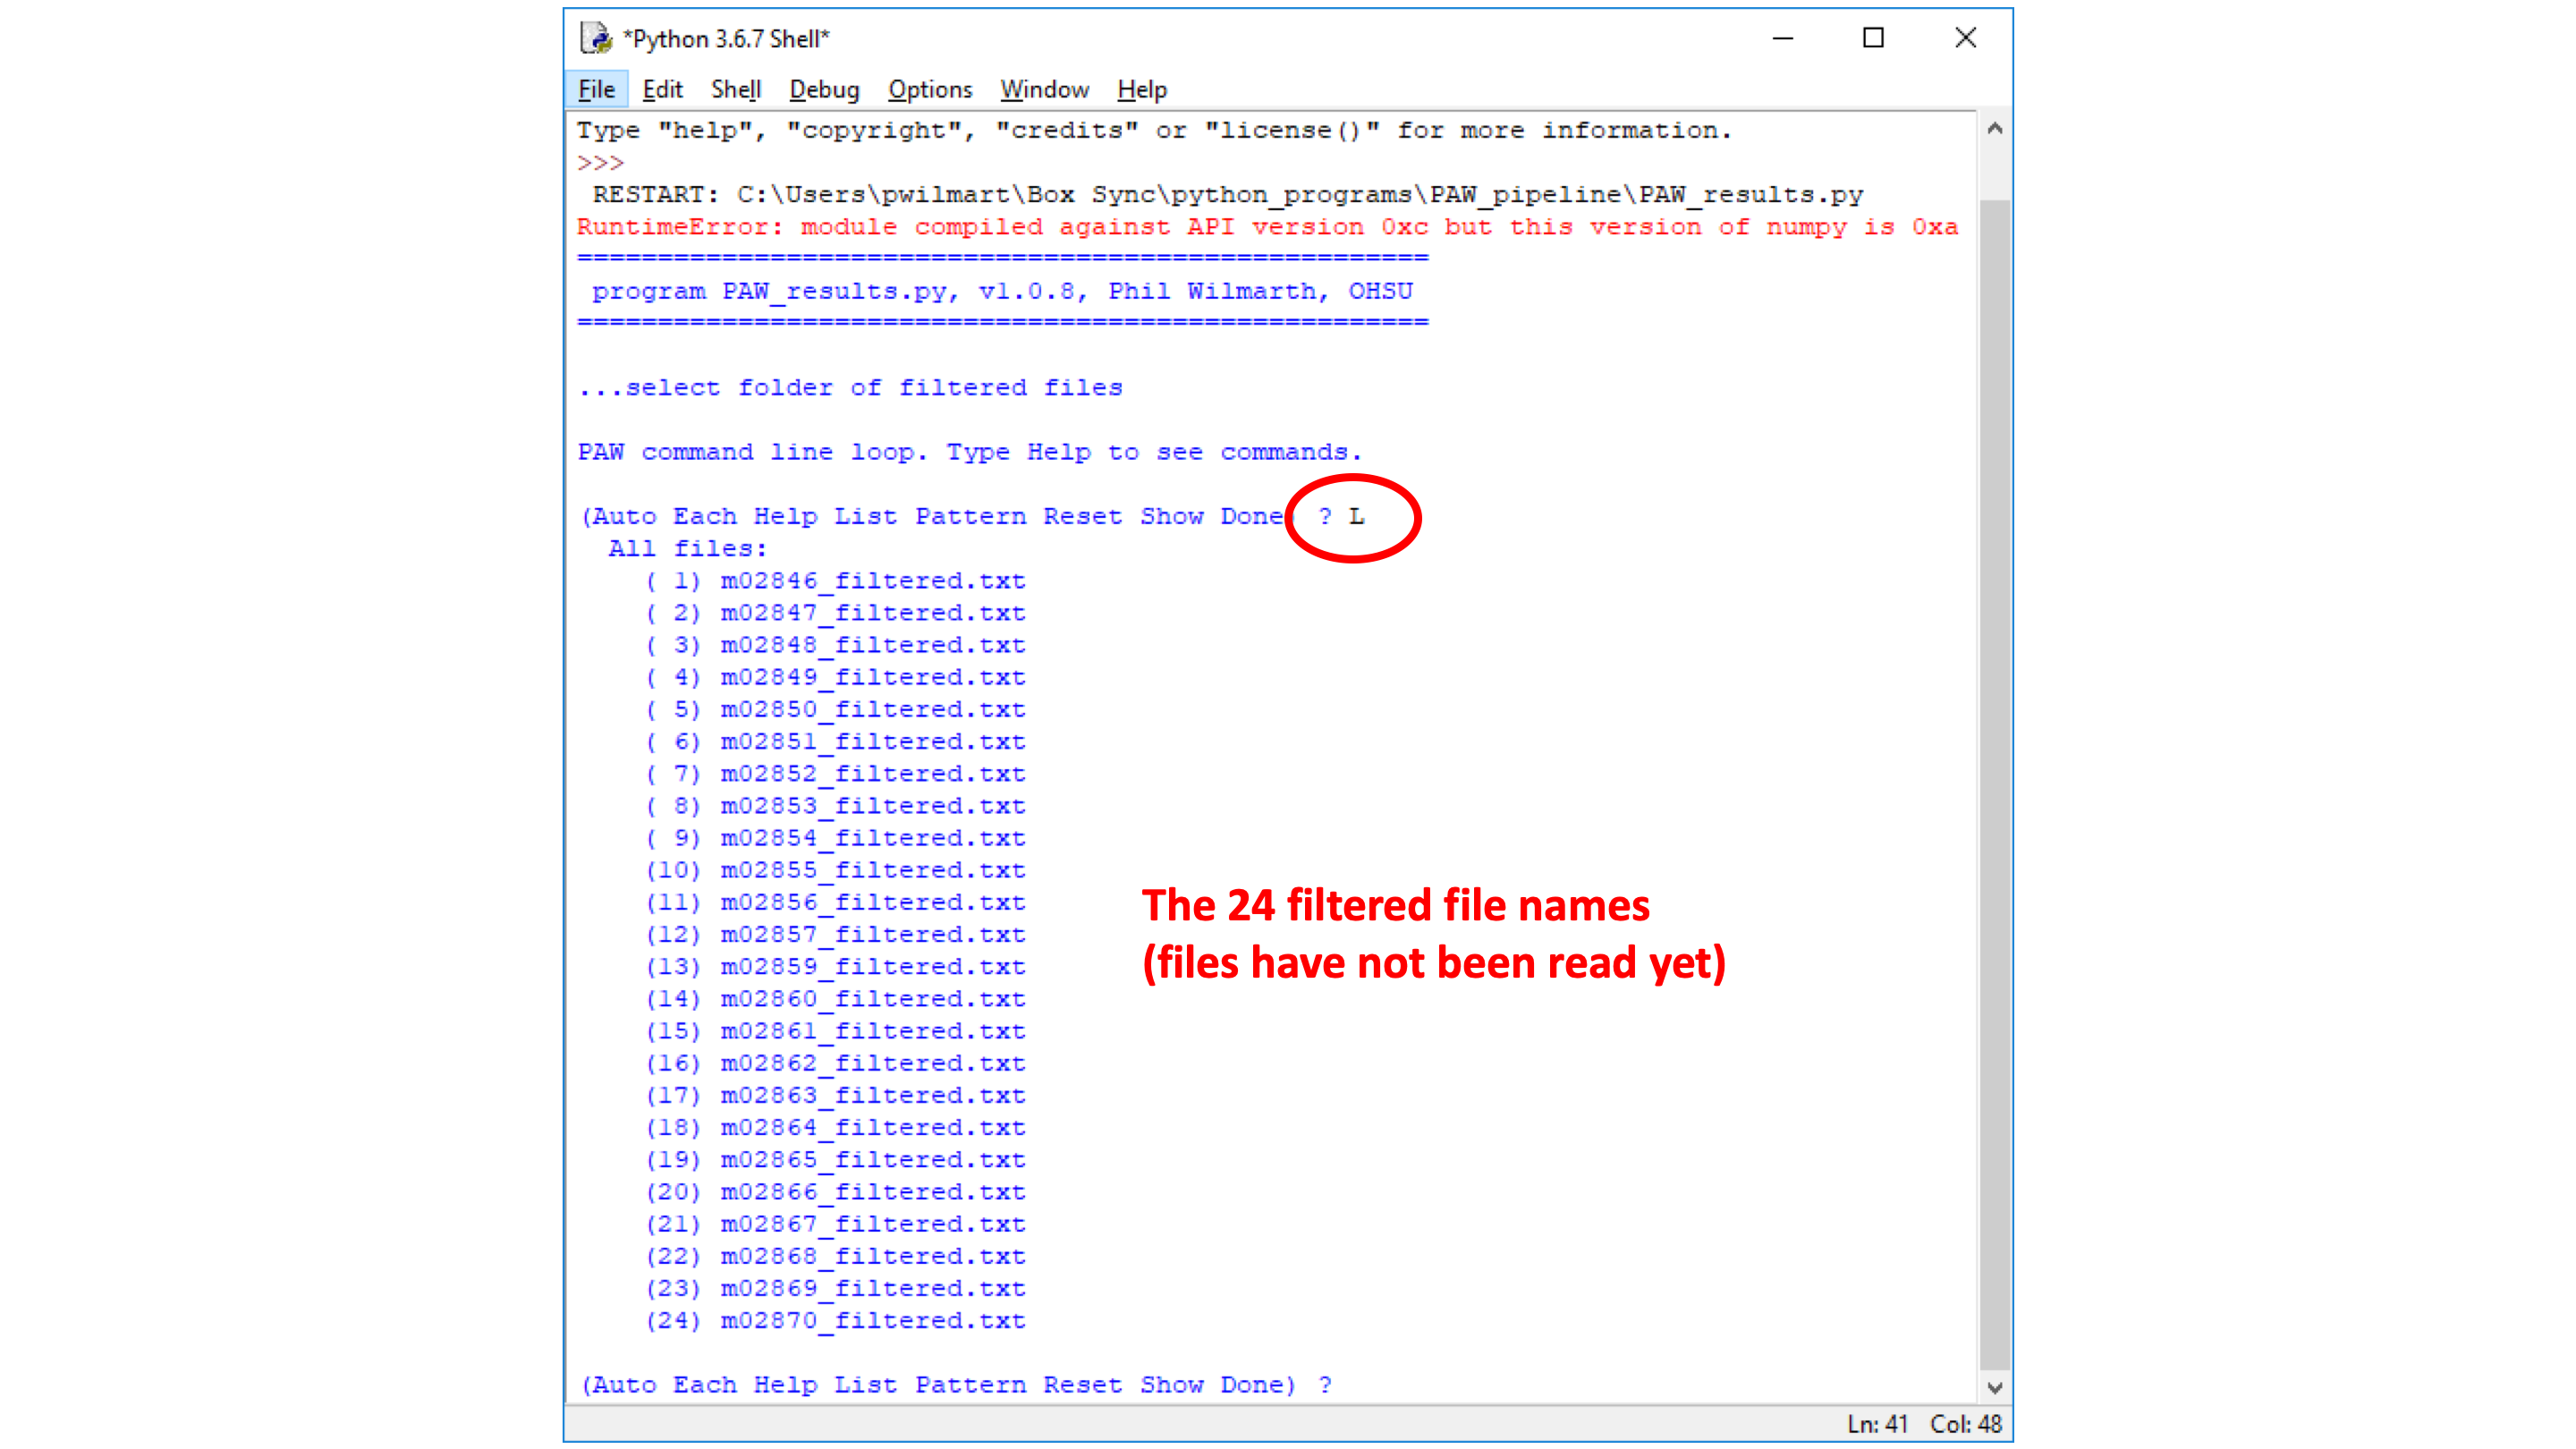 *Python 3.6.7 Shell*
File Edit Shell Debug Options Window Help
Type "help", "copyright", "credits" or "license()" for more information.
>>>
RESTART: C:\Users\pwilmart\Box Sync\python_programs\PAW_pipeline\PAW_results.py
RuntimeError: module compiled against API version 0xc but this version of numpy is 0xa
=====================================================
program PAW_results.py, v1.0.8, Phil Wilmarth, OHSU
=====================================================
...select folder of filtered files
PAW command line loop. Type Help to see commands.
(Auto Each Help List Pattern Reset Show Done) ? L
All files:
( 1) m02846_filtered.txt
( 2) m02847_filtered.txt
( 3) m02848_filtered.txt
( 4) m02849_filtered.txt
( 5) m02850_filtered.txt
( 6) m02851_filtered.txt
( 7) m02852_filtered.txt
( 8) m02853_filtered.txt
( 9) m02854_filtered.txt
(10) m02855_filtered.txt
(11) m02856_filtered.txt
(12) m02857_filtered.txt
(13) m02859_filtered.txt
(14) m02860_filtered.txt
(15) m02861_filtered.txt
(16) m02862_filtered.txt
(17) m02863_filtered.txt
(18) m02864_filtered.txt
(19) m02865_filtered.txt
(20) m02866_filtered.txt
(21) m02867_filtered.txt
(22) m02868_filtered.txt
(23) m02869_filtered.txt
(24) m02870_filtered.txt
The 24 filtered file names
(files have not been read yet)
(Auto Each Help List Pattern Reset Show Done) ?
Ln: 41 Col: 48